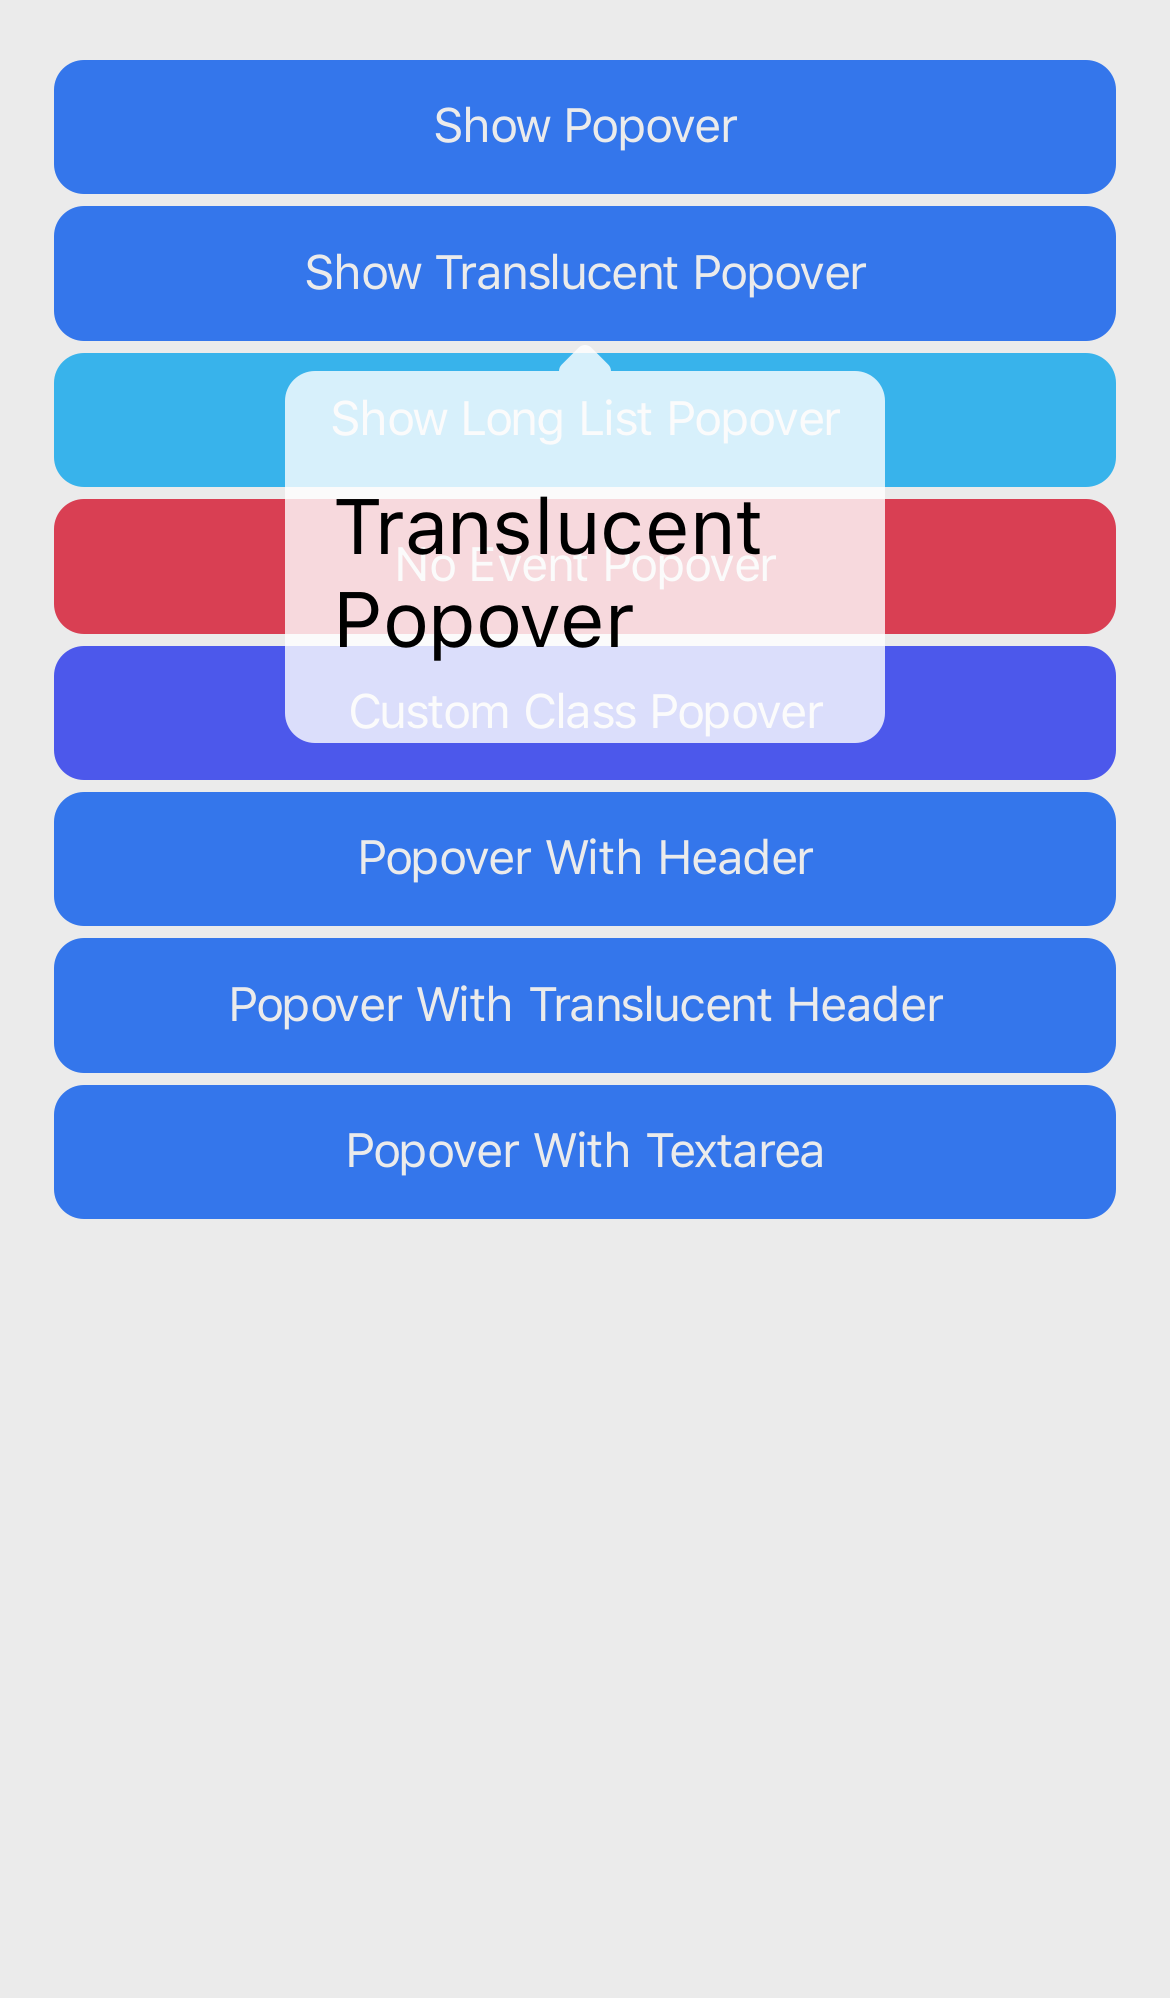 Show Popover
Show Translucent Popover
Show Long List Popover
Translucent
No Event Popover
Popover
Custom Class Popover
Popover With Header
Popover With Translucent Header
Popover With Textarea